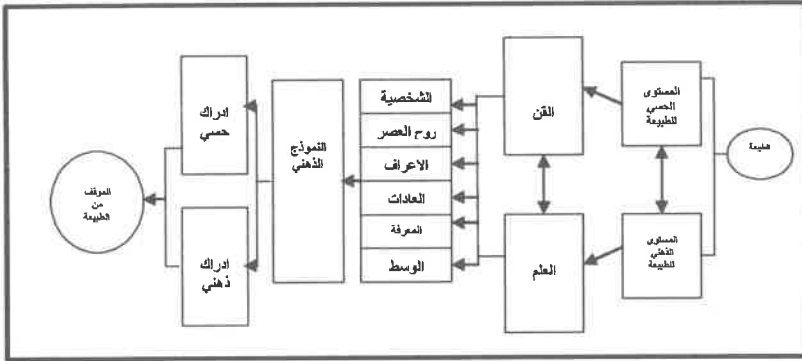 الطبيعة
المستوى
الحسي
للطبيعة
المستوى
الذهني
للطبيعة
الفن
العلم
الشخصية
روح العصر
الاعراف
العادات
المعرفة
الوسط
النموذج
الذهني
ادراك
حسي
ادراك
ذهني
الموقف
من
الطبيعة